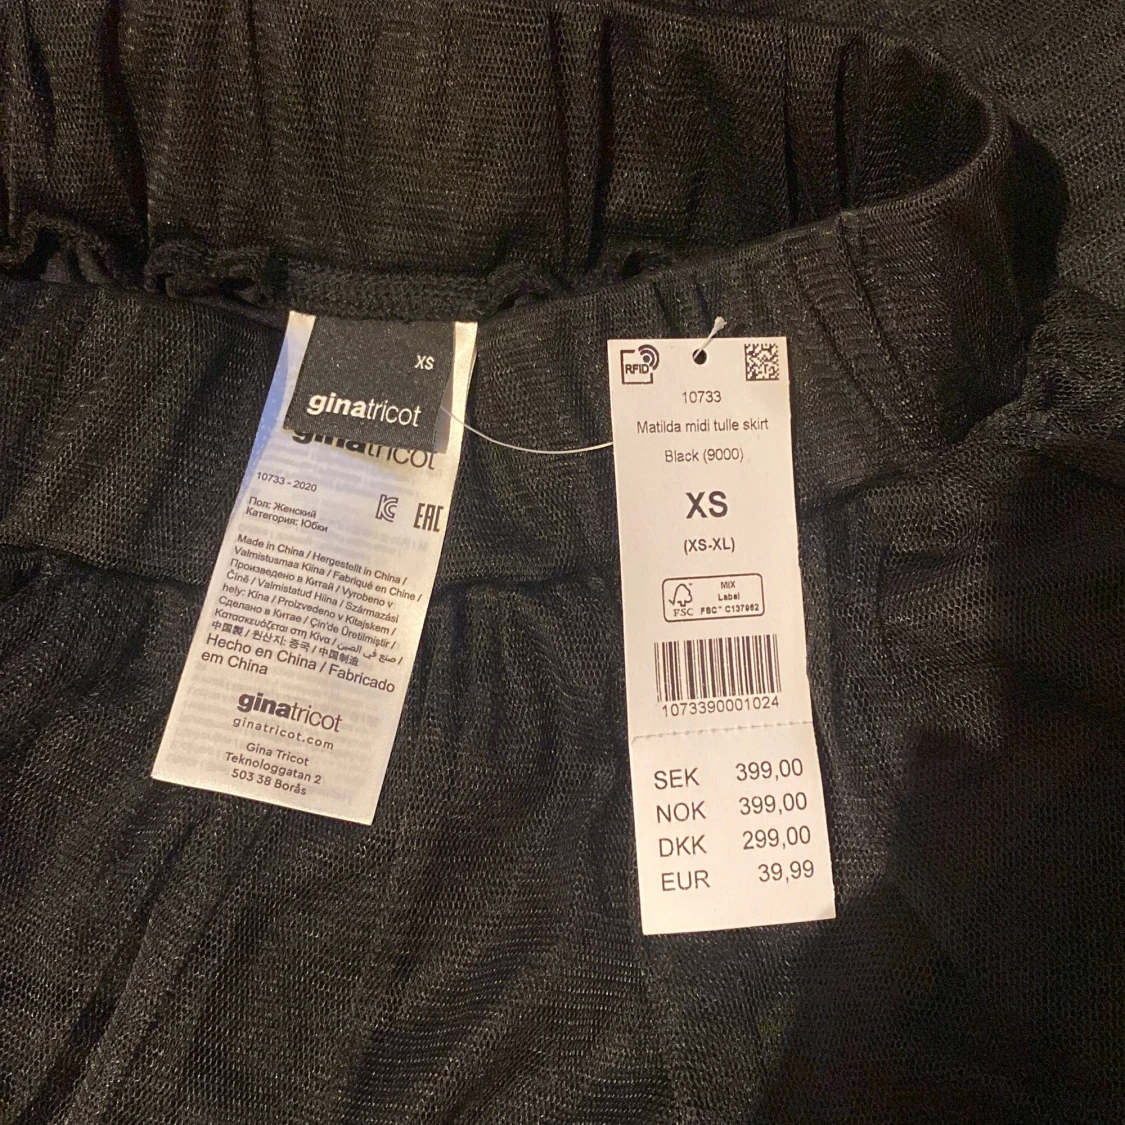 XS
ginatricot
ginatricot
10733 - 2020
Пол: Женский
Категория: Юбки
EAC
Made in China / Hergestellt in China /
Valmistusmaa Kiina / Fabriqué en Chine /
Произведено в Китай / Vyrobeno v
Číně / Valmistatud Hiina / Származási
hely: Kína / Proizvedeno v Kitajskem /
Сделано в Китае / Çin'de Üretilmiştir /
Κατασκευάζεται στη Κίνα / صنع في الصين /
中国製 / 원산지: 중국 / 中国制造
Hecho en China / Fabricado
em China
ginatricot
ginatricot.com
Gina Tricot
Teknologgatan 2
503 38 Borås
RFID
10733
Matilda midi tulle skirt
Black (9000)
XS
(XS-XL)
FSC
MIX
Label
FSC™ C137962
1073390001024
SEK 399,00
NOK 399,00
DKK 299,00
EUR 39,99